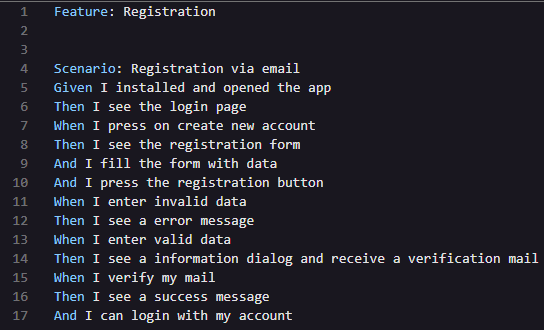 1 Feature: Registration
2
3
4 Scenario: Registration via email
5 Given I installed and opened the app
6 Then I see the login page
7 When I press on create new account
8 Then I see the registration form
9 And I fill the form with data
10 And I press the registration button
11 When I enter invalid data
12 Then I see a error message
13 When I enter valid data
14 Then I see a information dialog and receive a verification mail
15 When I verify my mail
16 Then I see a success message
17 And I can login with my account